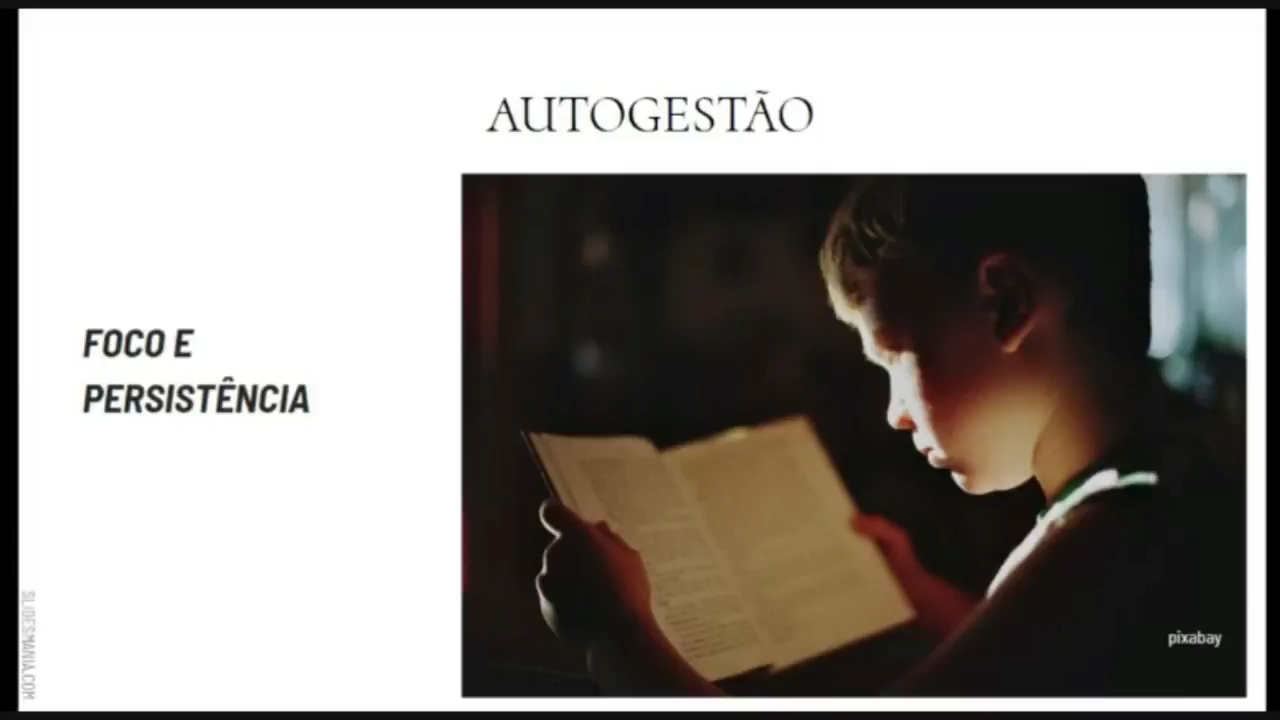 AUTOGESTÃO
FOCO E
PERSISTÊNCIA
pixabay
SLIDESMANIA.COM